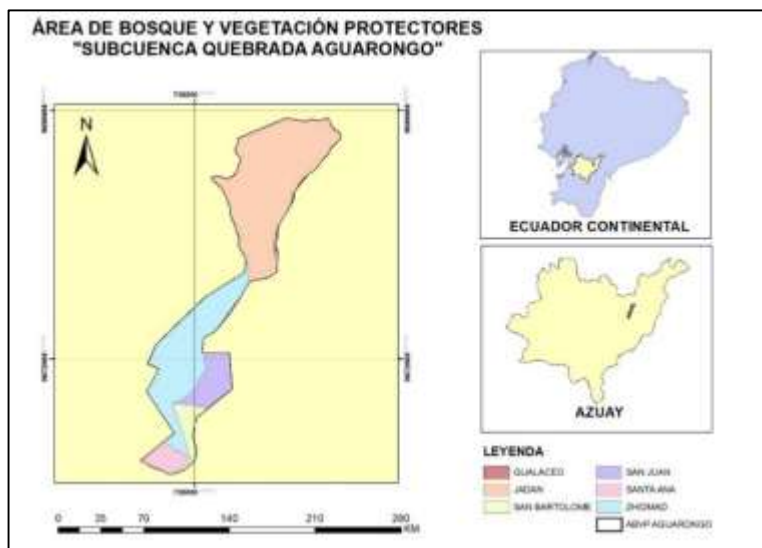 ÁREA DE BOSQUE Y VEGETACIÓN PROTECTORES
"SUBCUENCA QUEBRADA AGUARONGO"
N
ECUADOR CONTINENTAL
AZUAY
LEYENDA
GUALACEO
JADAN
SAN BARTOLOME
SAN JUAN
SANTA ANA
ZHIDMAD
ABVP AGUARONGO
0 35 70 140 210 280
KM